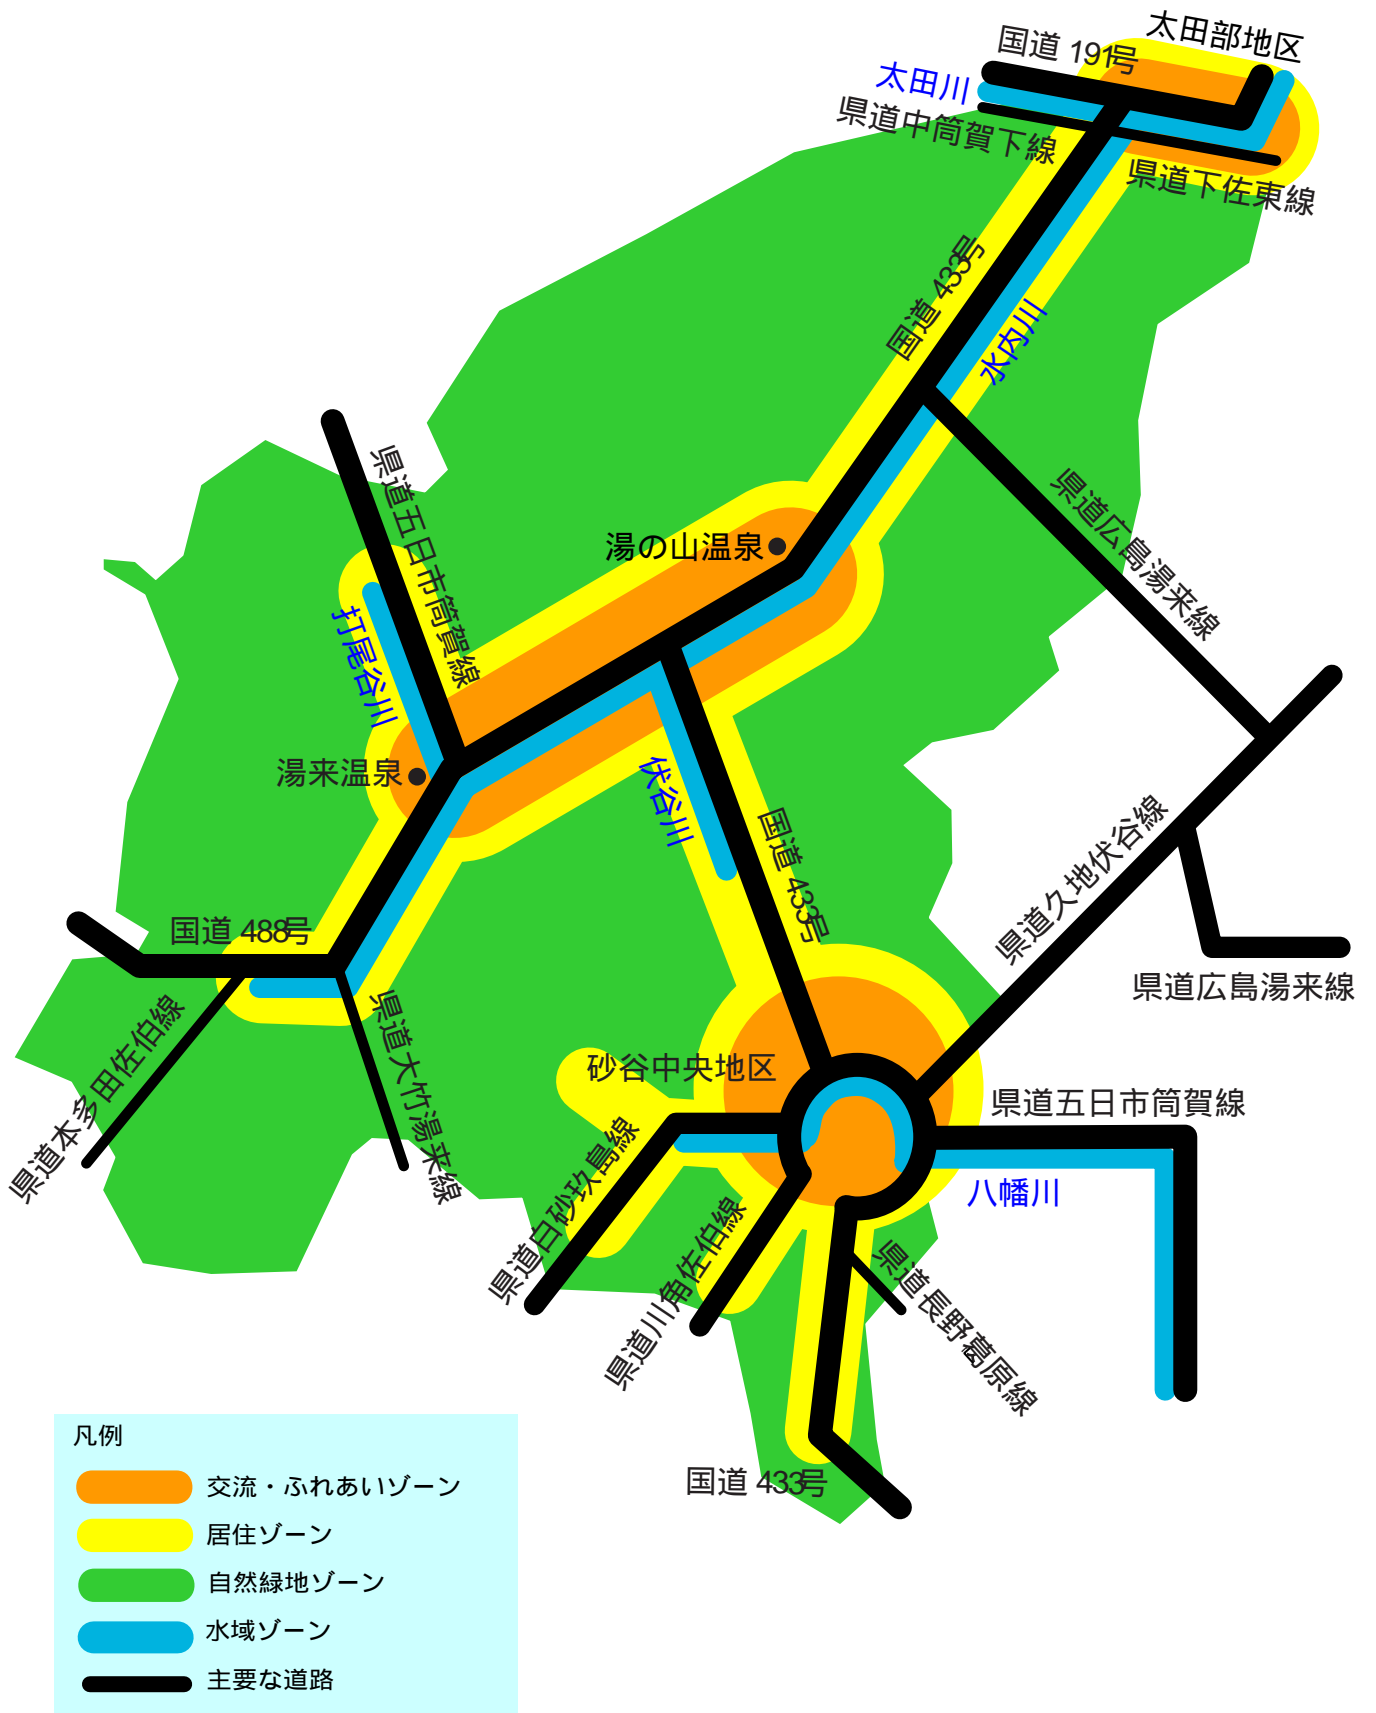 太田部地区
国道 191号
太田川
県道中筒賀下線
県道下佐東線
国道 433号
水内川
県道広島湯来線
県道五日市筒賀線
湯の山温泉
打尾谷川
湯来温泉
伏谷川
国道 433号
県道久地伏谷線
国道 488号
県道広島湯来線
県道本多田佐伯線
県道大竹湯来線
砂谷中央地区
県道五日市筒賀線
八幡川
県道白砂玖島線
県道川角佐伯線
県道長野葛原線
国道 433号
凡例
交流・ふれあいゾーン
居住ゾーン
自然緑地ゾーン
水域ゾーン
主要な道路